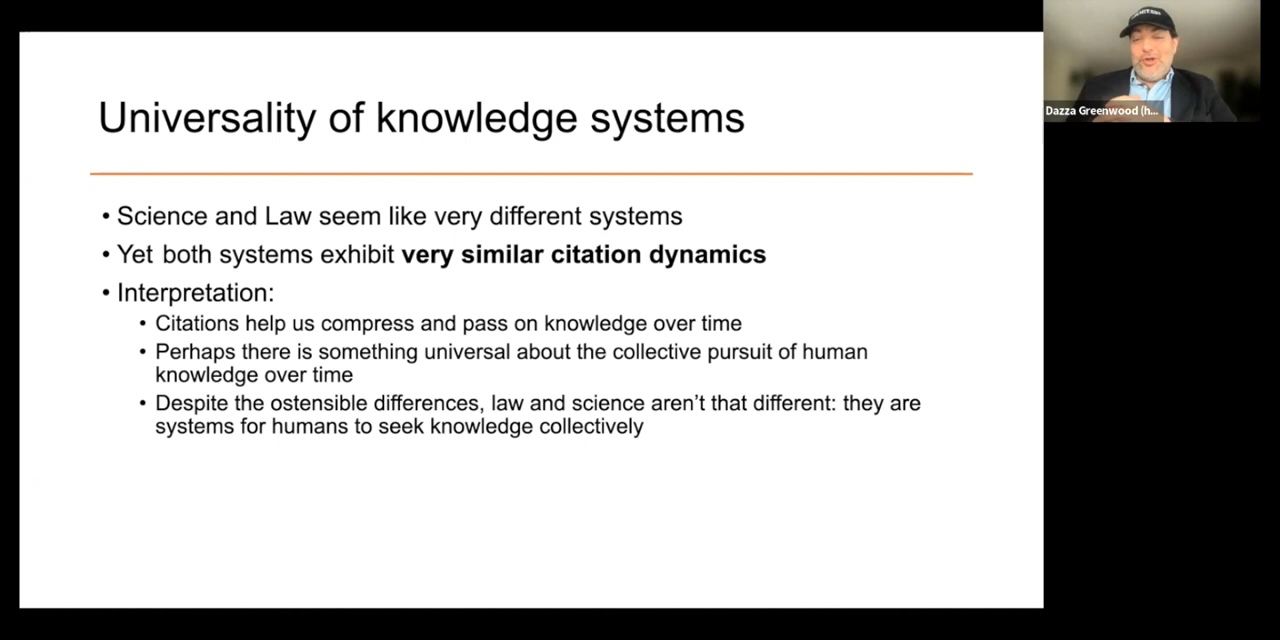 Universality of knowledge systems
• Science and Law seem like very different systems
• Yet both systems exhibit very similar citation dynamics
• Interpretation:
• Citations help us compress and pass on knowledge over time
• Perhaps there is something universal about the collective pursuit of human
knowledge over time
• Despite the ostensible differences, law and science aren’t that different: they are
systems for humans to seek knowledge collectively
Dazza Greenwood (h...